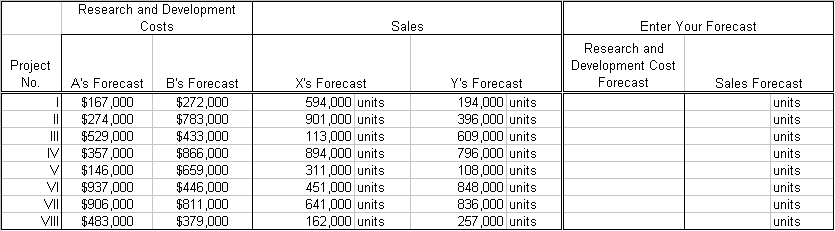 Research and Development Costs Sales Enter Your Forecast
Project No. A's Forecast B's Forecast X's Forecast Y's Forecast Research and Development Cost Forecast Sales Forecast
I $167,000 $272,000 594,000 units 194,000 units units
II $274,000 $783,000 901,000 units 396,000 units units
III $529,000 $433,000 113,000 units 609,000 units units
IV $357,000 $866,000 894,000 units 796,000 units units
V $146,000 $659,000 311,000 units 108,000 units units
VI $937,000 $446,000 451,000 units 848,000 units units
VII $906,000 $811,000 641,000 units 836,000 units units
VIII $483,000 $379,000 162,000 units 257,000 units units